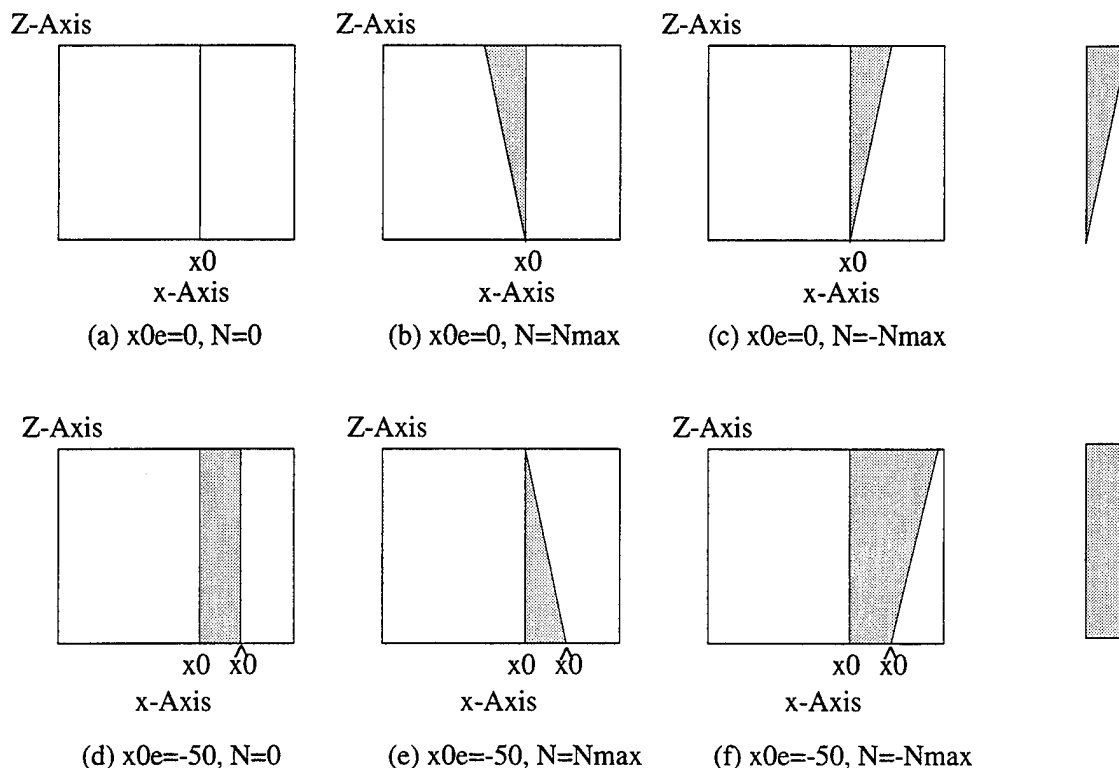 Z-Axis Z-Axis Z-Axis
x0 x0 x0
x-Axis x-Axis x-Axis
(a) x0e=0, N=0 (b) x0e=0, N=Nmax (c) x0e=0, N=-Nmax
Z-Axis Z-Axis Z-Axis
x0 x̂0 x0 x̂0 x0 x̂0
x-Axis x-Axis x-Axis
(d) x0e=-50, N=0 (e) x0e=-50, N=Nmax (f) x0e=-50, N=-Nmax